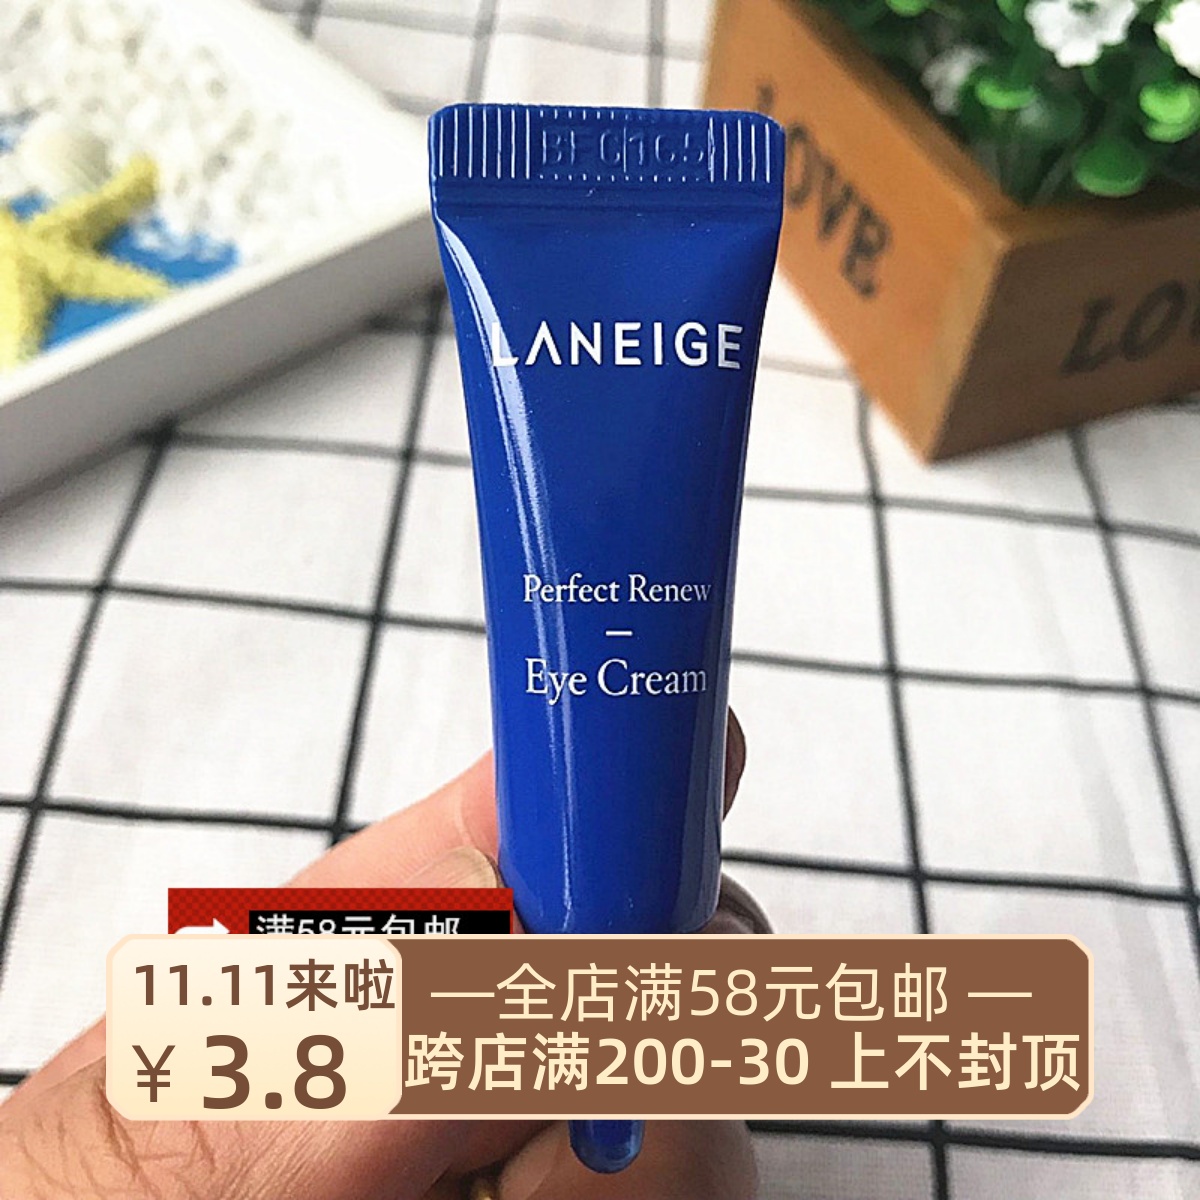 LANEIGE
Perfect Renew
Eye Cream
LOVE
满58元包邮
11.11来啦
¥3.8
—全店满58元包邮—
跨店满200-30 上不封顶